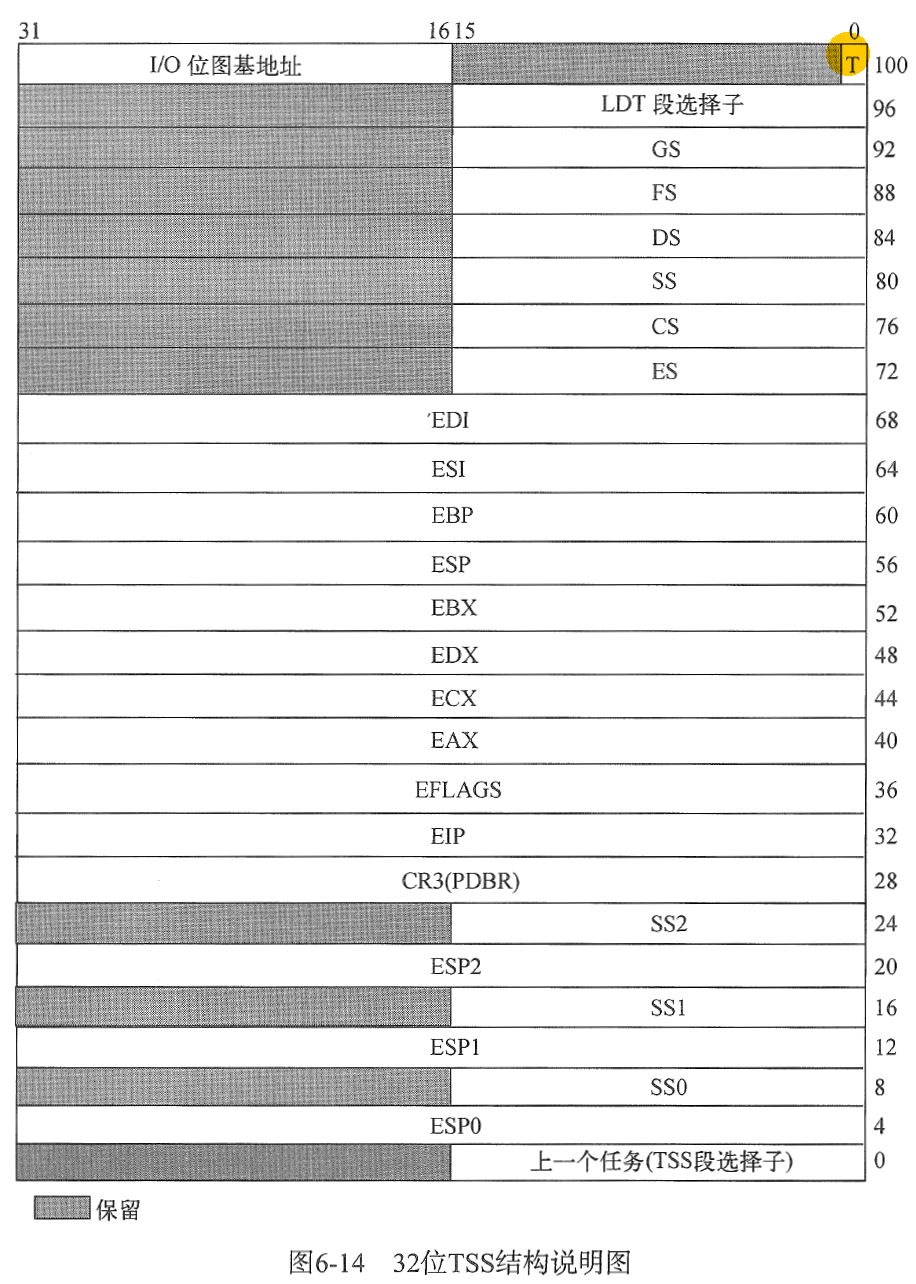 31 16 15 0
I/O 位图基地址 T 100
LDT 段选择子 96
GS 92
FS 88
DS 84
SS 80
CS 76
ES 72
EDI 68
ESI 64
EBP 60
ESP 56
EBX 52
EDX 48
ECX 44
EAX 40
EFLAGS 36
EIP 32
CR3(PDBR) 28
SS2 24
ESP2 20
SS1 16
ESP1 12
SS0 8
ESP0 4
上一个任务(TSS段选择子) 0
保留
图6-14 32位TSS结构说明图